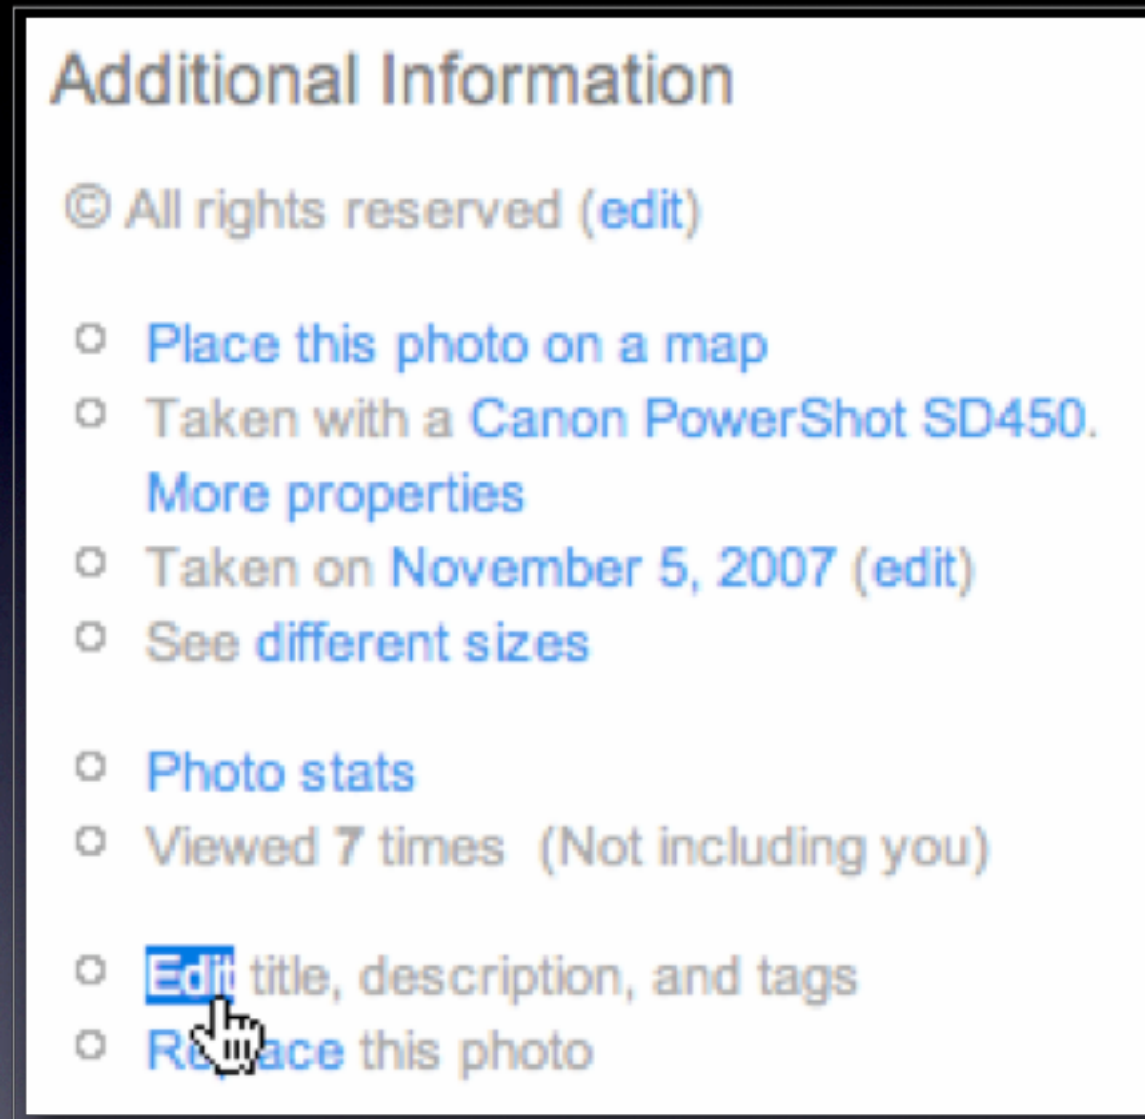 Additional Information
© All rights reserved (edit)
Place this photo on a map
Taken with a Canon PowerShot SD450.
More properties
Taken on November 5, 2007 (edit)
See different sizes
Photo stats
Viewed 7 times (Not including you)
Edit title, description, and tags
Replace this photo